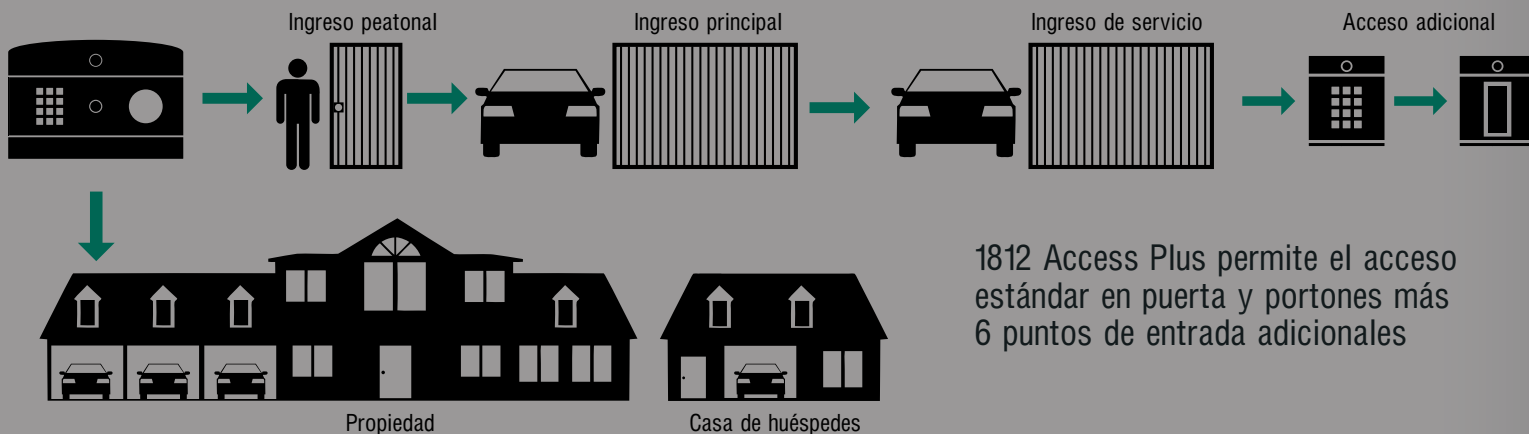 Ingreso peatonal
Ingreso principal
Ingreso de servicio
Acceso adicional
1812 Access Plus permite el acceso
estándar en puerta y portones más
6 puntos de entrada adicionales
Propiedad
Casa de huéspedes